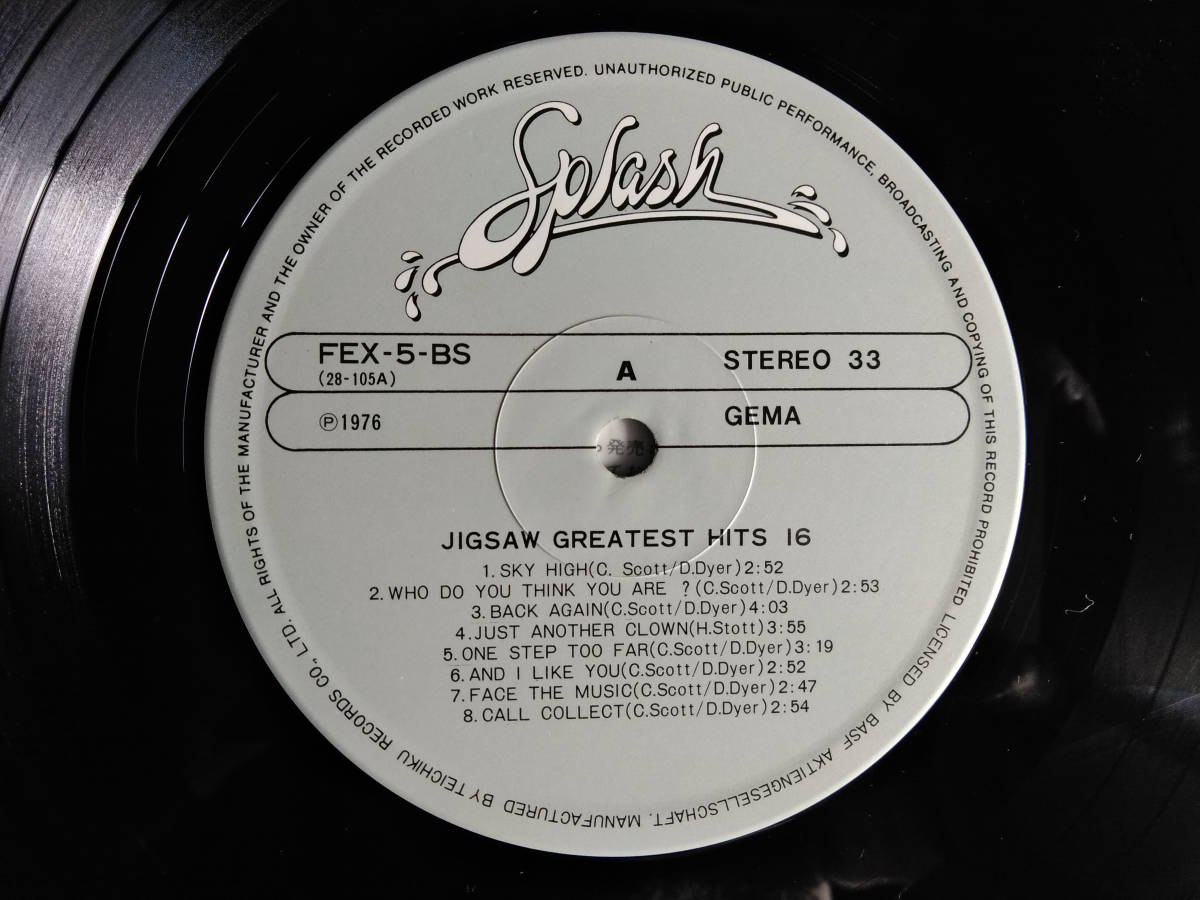 ALL RIGHTS OF THE MANUFACTURER AND THE OWNER OF THE RECORDED WORK RESERVED. UNAUTHORIZED PUBLIC PERFORMANCE, BROADCASTING AND COPYING OF THIS RECORD PROHIBITED LICENSED BY BASF AKTIENGESELLSCHAFT. MANUFACTURED BY TEICHIKU RECORDS CO., LTD.
Splash
FEX-5-BS
(28-105A)
A
STEREO 33
Ⓟ1976
GEMA
発売
JIGSAW GREATEST HITS 16
1. SKY HIGH(C. Scott/D.Dyer)2:52
2. WHO DO YOU THINK YOU ARE ?(C.Scott/D.Dyer)2:53
3. BACK AGAIN(C.Scott/D.Dyer)4:03
4. JUST ANOTHER CLOWN(H.Stott)3:55
5. ONE STEP TOO FAR(C.Scott/D.Dyer)3:19
6. AND I LIKE YOU(C.Scott/D.Dyer)2:52
7. FACE THE MUSIC(C.Scott/D.Dyer)2:47
8. CALL COLLECT(C.Scott/D.Dyer)2:54